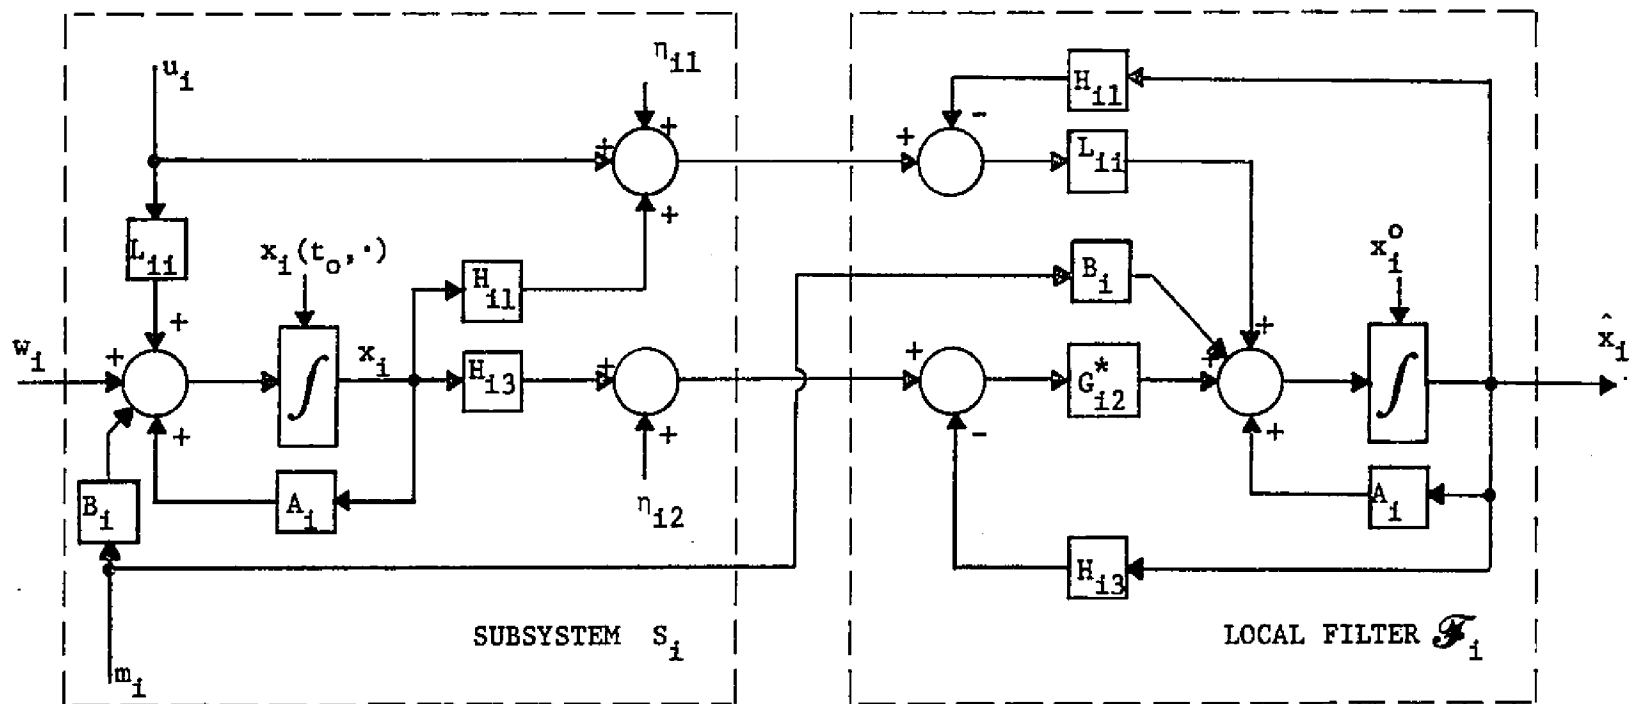 u_i
η_i1
+
+
+
L_ii
x_i(t_o,·)
H_i1
+
w_i
+
∫
x_i
H_i3
+
+
+
A_i
η_i2
B_i
m_i
SUBSYSTEM S_i
H_i1
-
+
L_ii
B_i
x_i^o
+
+
G*_i2
+
∫
x̂_i
-
+
A_i
H_i3
LOCAL FILTER ℱ_i